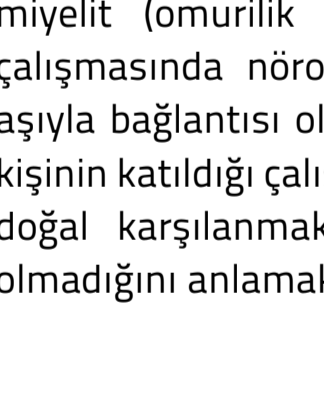 miyelit (omurilik
çalışmasında nöro
aşıyla bağlantısı ol
kişinin katıldığı çalı
doğal karşılanmak
olmadığını anlamak